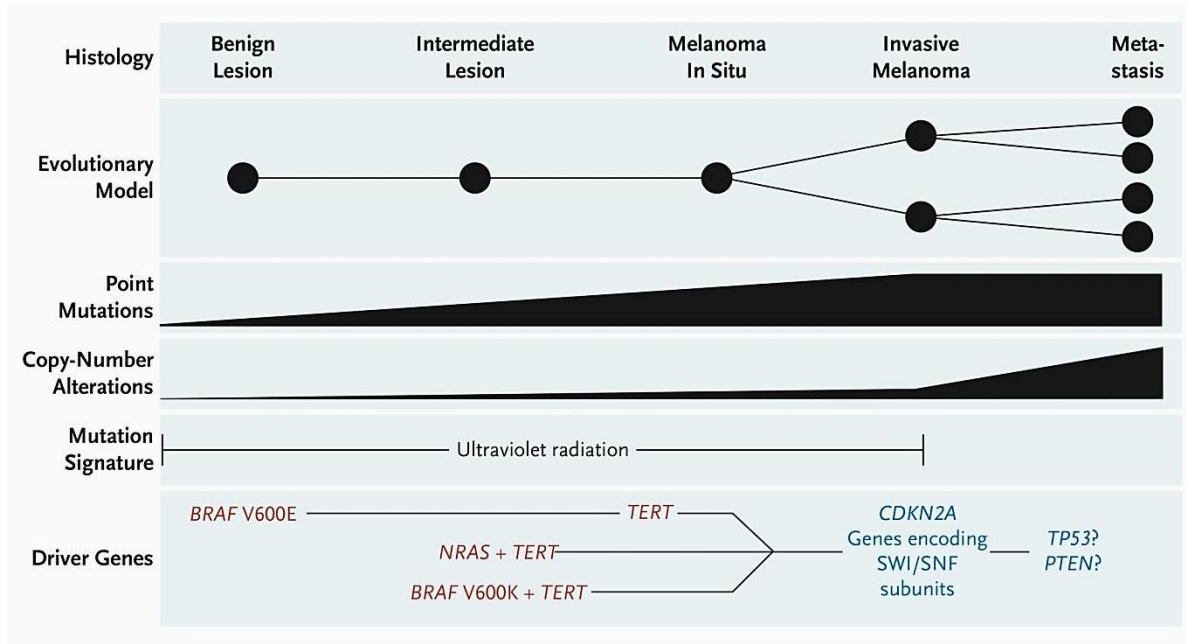 Histology
Benign
Lesion
Intermediate
Lesion
Melanoma
In Situ
Invasive
Melanoma
Meta-
stasis
Evolutionary
Model
Point
Mutations
Copy-Number
Alterations
Mutation
Signature
Ultraviolet radiation
Driver Genes
BRAF V600E
TERT
NRAS + TERT
BRAF V600K + TERT
CDKN2A
Genes encoding
SWI/SNF
subunits
TP53?
PTEN?